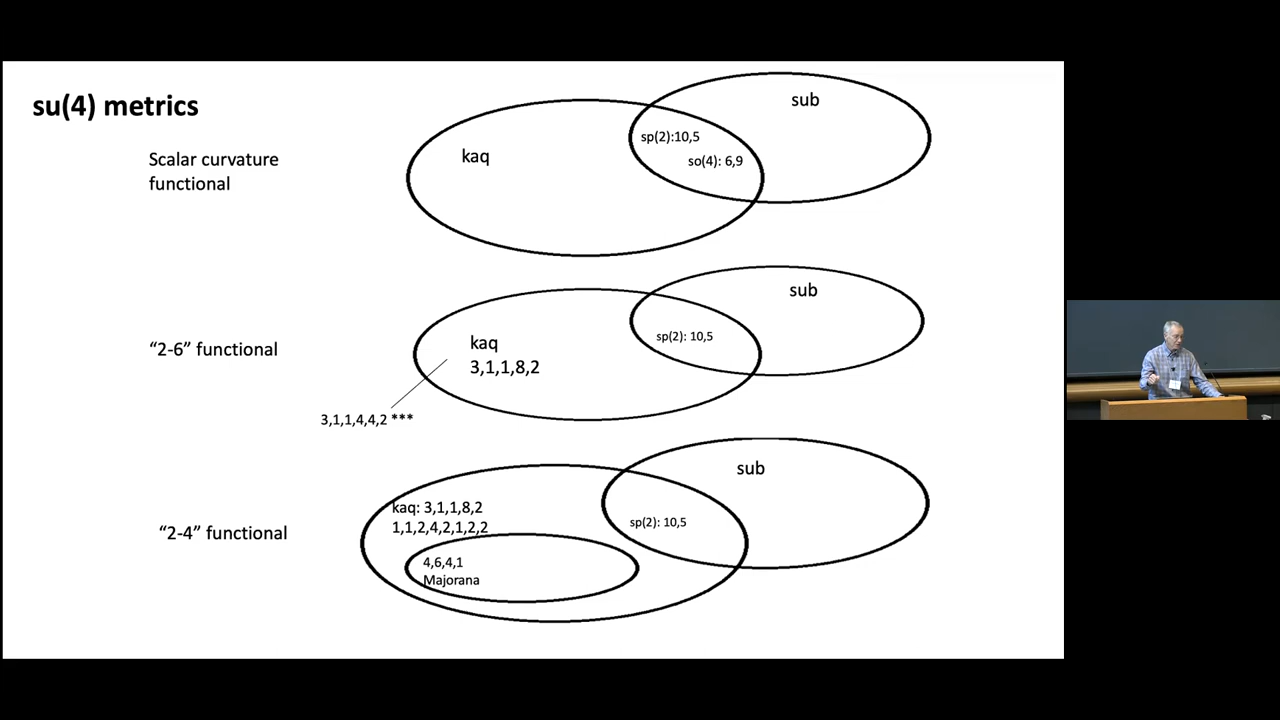 su(4) metrics
Scalar curvature
functional
kaq
sub
sp(2):10,5
so(4): 6,9
“2-6” functional
kaq
3,1,1,8,2
sub
sp(2): 10,5
3,1,1,4,4,2 ***
“2-4” functional
kaq: 3,1,1,8,2
1,1,2,4,2,1,2,2
sub
sp(2): 10,5
4,6,4,1
Majorana